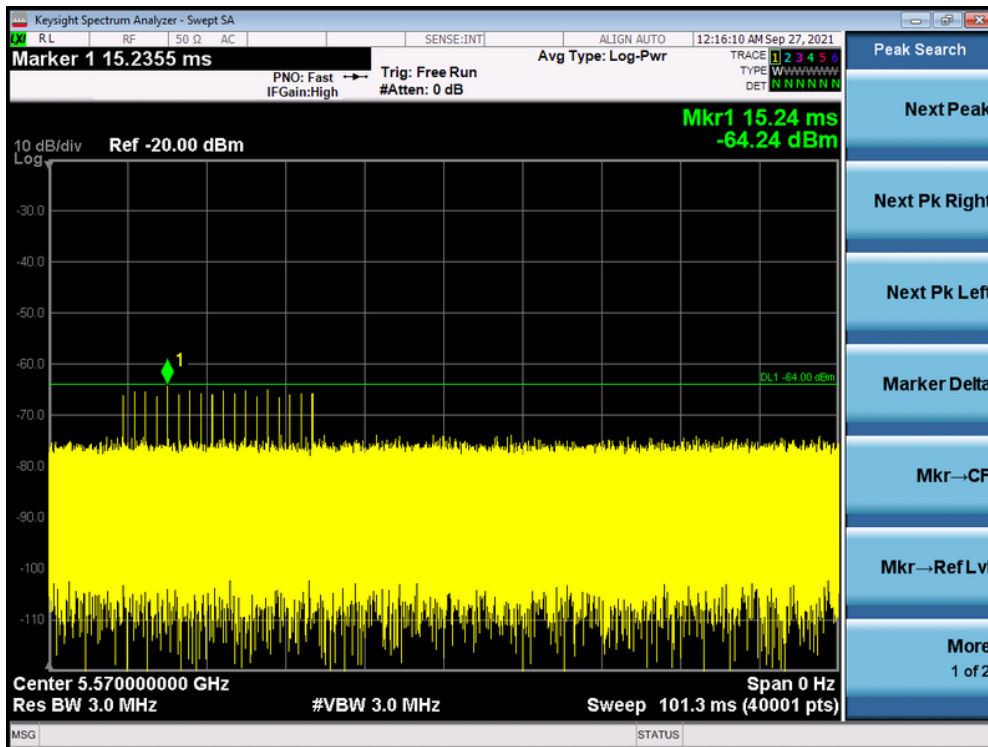 Keysight Spectrum Analyzer - Swept SA
LXI RL RF 50 Ω AC SENSE:INT ALIGN AUTO 12:16:10 AM Sep 27, 2021
Marker 1 15.2355 ms
PNO: Fast
IFGain:High
Trig: Free Run
#Atten: 0 dB
Avg Type: Log-Pwr
TRACE 1 2 3 4 5 6
TYPE WWWWWW
DET N N N N N N
Peak Search
Mkr1 15.24 ms
-64.24 dBm
10 dB/div Ref -20.00 dBm
Log
-30.0
-40.0
-50.0
-60.0
-70.0
-80.0
-90.0
-100
-110
1
DL1 -64.00 dBm
Center 5.570000000 GHz
Span 0 Hz
Res BW 3.0 MHz
#VBW 3.0 MHz
Sweep 101.3 ms (40001 pts)
Next Peak
Next Pk Right
Next Pk Left
Marker Delta
Mkr→CF
Mkr→Ref Lvl
More
1 of 2
MSG STATUS